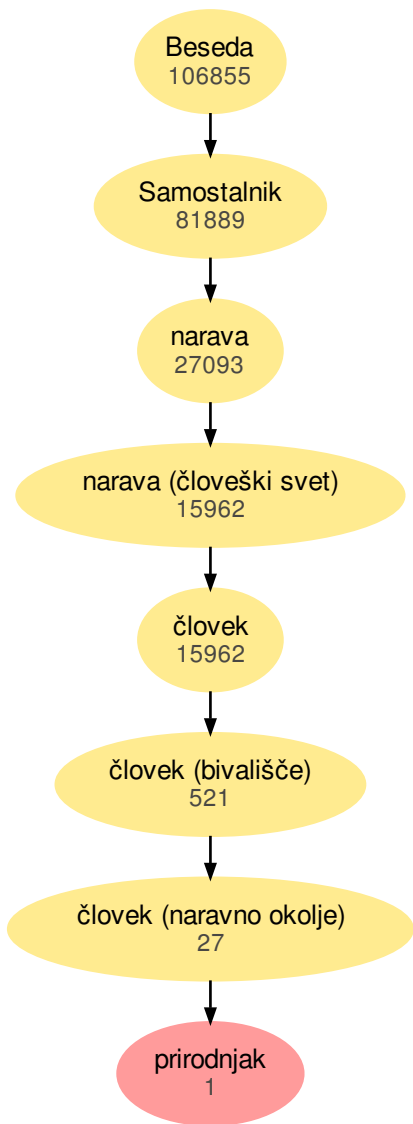 Beseda
106855
Samostalnik
81889
narava
27093
narava (človeški svet)
15962
človek
15962
človek (bivališče)
521
človek (naravno okolje)
27
prirodnjak
1